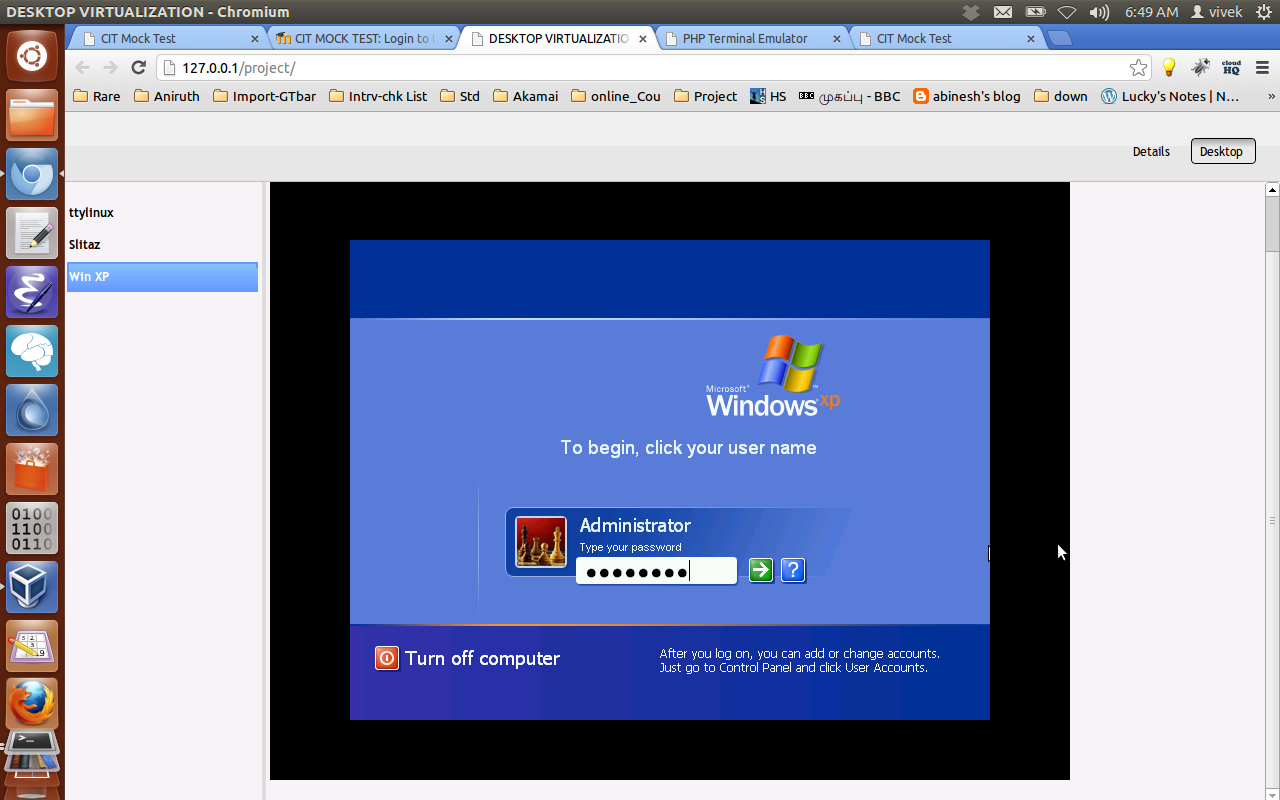 DESKTOP VIRTUALIZATION - Chromium
6:49 AM vivek
CIT Mock Test
CIT MOCK TEST: Login to
DESKTOP VIRTUALIZATIO
PHP Terminal Emulator
CIT Mock Test
127.0.0.1/project/
cloud
HQ
Rare Aniruth Import-GTbar Intrv-chk List Std Akamai online_Cou Project HS BBC முகப்பு - BBC abinesh's blog down Lucky's Notes | N... »
Details Desktop
ttylinux
Slitaz
Win XP
Microsoft
Windows xp
To begin, click your user name
Administrator
Type your password
Turn off computer
After you log on, you can add or change accounts.
Just go to Control Panel and click User Accounts.
0100
1100
0110